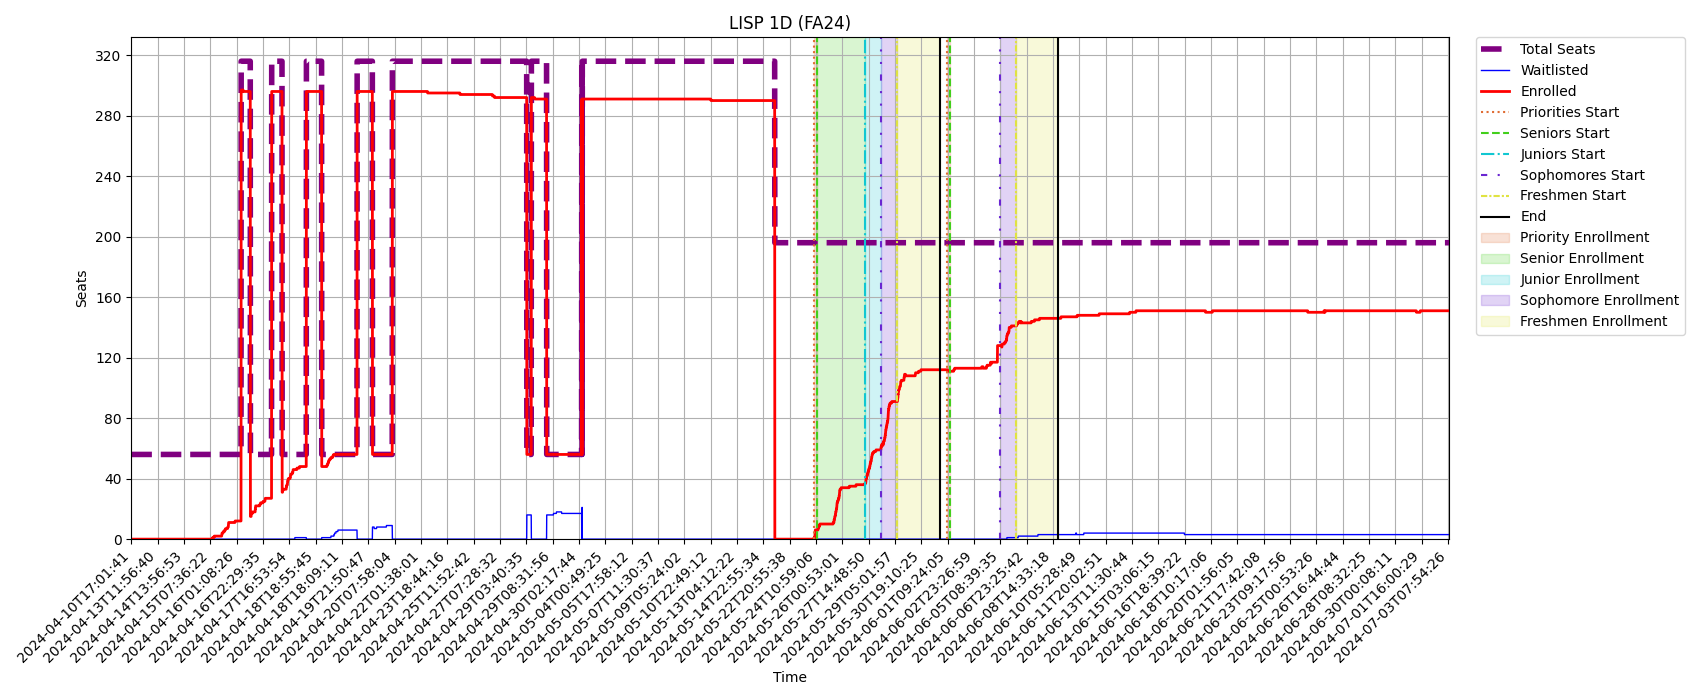 LISP 1D (FA24)
Seats
320
280
240
200
160
120
80
40
0
2024-04-10T17:01:41
2024-04-13T11:56:40
2024-04-14T13:56:53
2024-04-15T07:36:22
2024-04-16T01:08:26
2024-04-16T22:29:35
2024-04-17T16:53:54
2024-04-18T18:55:45
2024-04-18T18:09:11
2024-04-19T21:50:47
2024-04-20T07:58:04
2024-04-22T01:38:01
2024-04-23T18:44:16
2024-04-25T11:52:42
2024-04-27T07:28:32
2024-04-29T03:40:35
2024-04-29T08:31:56
2024-04-30T02:17:44
2024-05-04T00:49:25
2024-05-05T17:58:12
2024-05-07T11:30:37
2024-05-09T05:24:02
2024-05-10T22:49:12
2024-05-13T04:12:22
2024-05-14T22:55:34
2024-05-22T20:55:38
2024-05-24T10:59:06
2024-05-26T00:53:01
2024-05-27T14:48:50
2024-05-29T05:01:57
2024-05-30T19:10:25
2024-06-01T09:24:05
2024-06-02T23:26:59
2024-06-05T08:39:35
2024-06-06T23:25:42
2024-06-08T14:33:18
2024-06-10T05:28:49
2024-06-11T20:02:51
2024-06-13T11:30:44
2024-06-15T03:06:15
2024-06-16T18:39:22
2024-06-18T10:17:06
2024-06-20T01:56:05
2024-06-21T17:42:08
2024-06-23T09:17:56
2024-06-25T00:53:26
2024-06-26T16:44:44
2024-06-28T08:32:25
2024-06-30T00:08:11
2024-07-01T16:00:29
2024-07-03T07:54:26
Time
Total Seats
Waitlisted
Enrolled
Priorities Start
Seniors Start
Juniors Start
Sophomores Start
Freshmen Start
End
Priority Enrollment
Senior Enrollment
Junior Enrollment
Sophomore Enrollment
Freshmen Enrollment